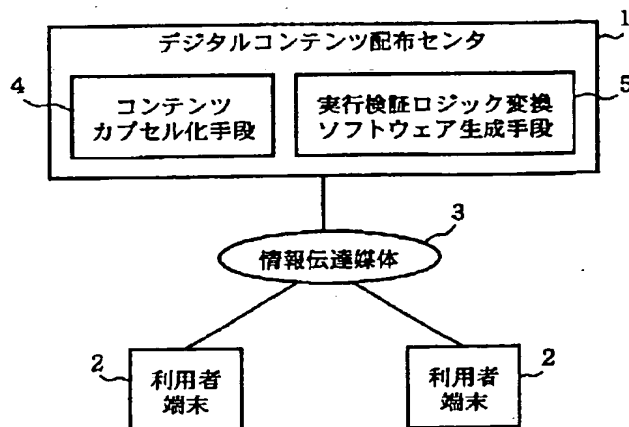 デジタルコンテンツ配布センタ
1
4
コンテンツ
カプセル化手段
実行検証ロジック変換
ソフトウェア生成手段
5
3
情報伝達媒体
2
利用者
端末
利用者
端末
2